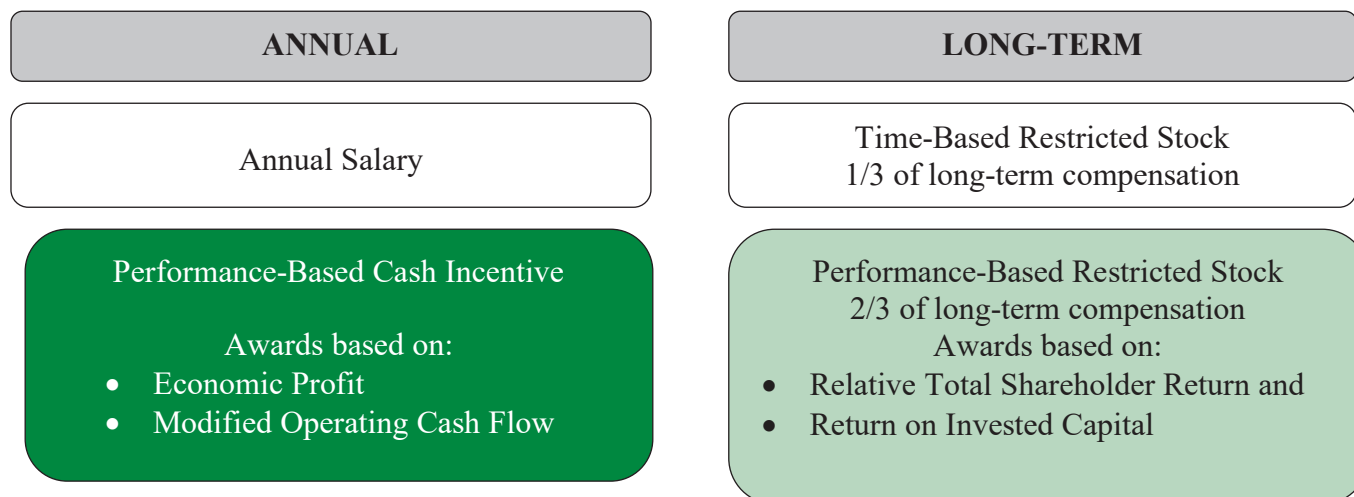 ANNUAL
Annual Salary
Performance-Based Cash Incentive
Awards based on:
• Economic Profit
• Modified Operating Cash Flow
LONG-TERM
Time-Based Restricted Stock
1/3 of long-term compensation
Performance-Based Restricted Stock
2/3 of long-term compensation
Awards based on:
• Relative Total Shareholder Return and
• Return on Invested Capital